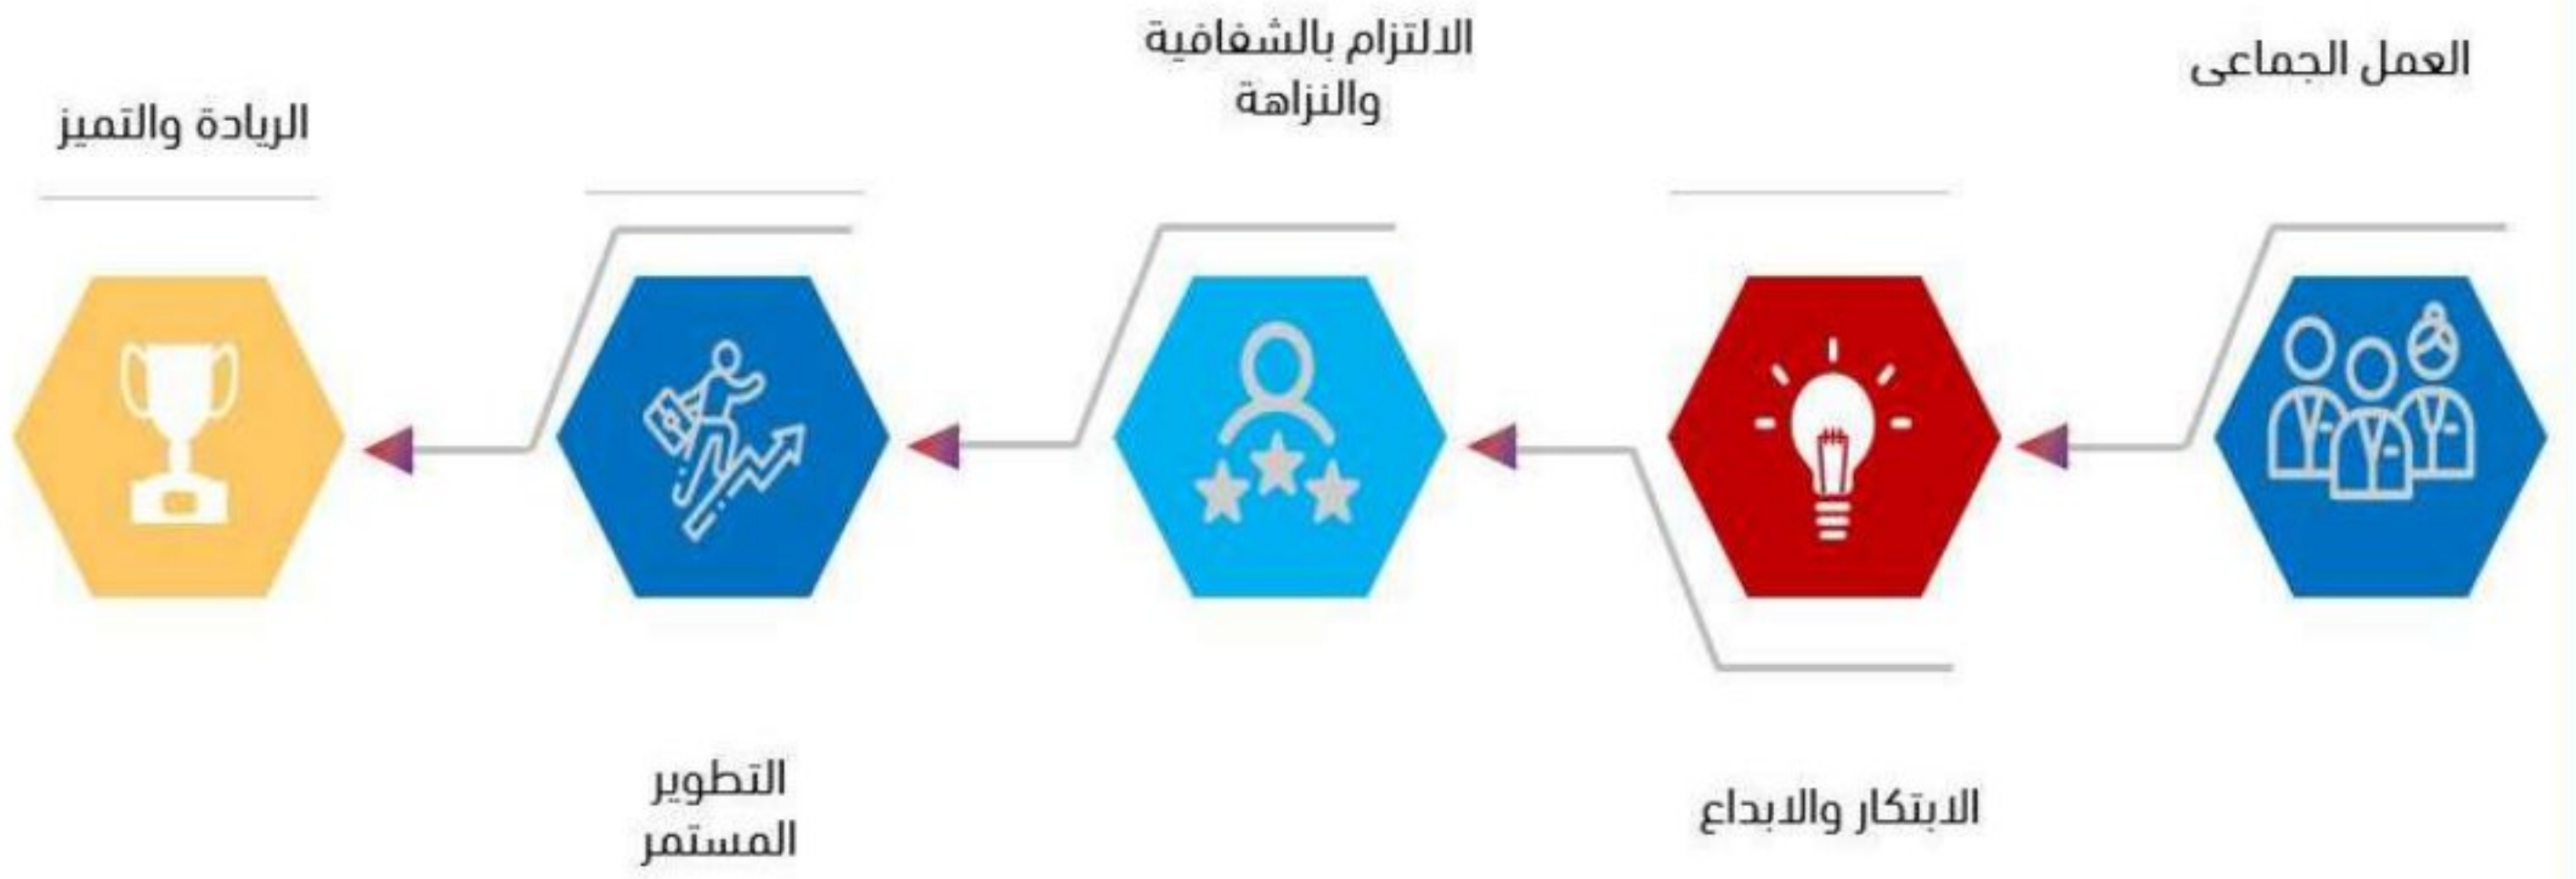 العمل الجماعى
الابتكار والابداع
الالتزام بالشفافية
والنزاهة
التطوير
المستمر
الريادة والتميز